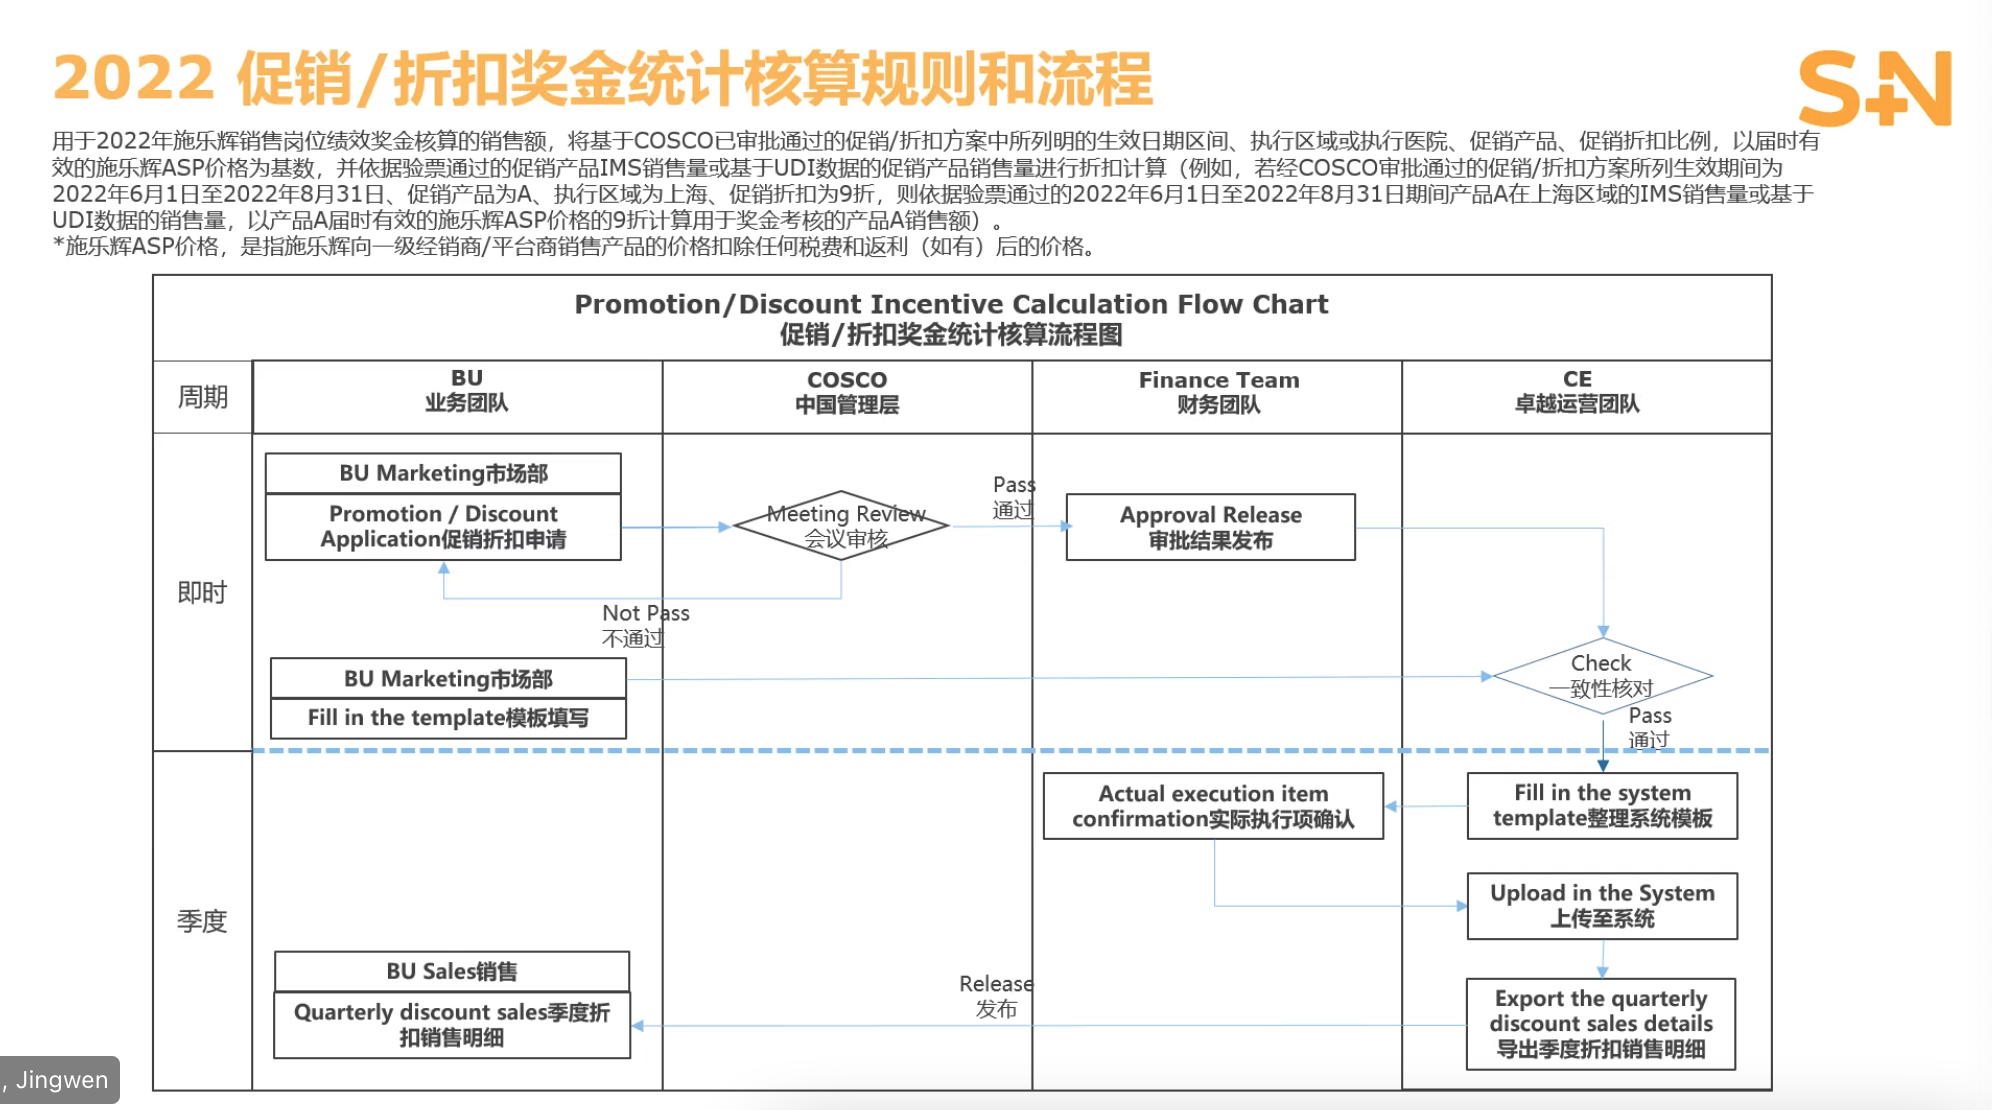 2022 促销/折扣奖金统计核算规则和流程
S+N
用于2022年施乐辉销售岗位绩效奖金核算的销售额，将基于COSCO已审批通过的促销/折扣方案中所列明的生效日期区间、执行区域或执行医院、促销产品、促销折扣比例，以届时有
效的施乐辉ASP价格为基数，并依据验票通过的促销产品IMS销售量或基于UDI数据的促销产品销售量进行折扣计算（例如，若经COSCO审批通过的促销/折扣方案所列生效期间为
2022年6月1日至2022年8月31日、促销产品为A、执行区域为上海、促销折扣为9折，则依据验票通过的2022年6月1日至2022年8月31日期间产品A在上海区域的IMS销售量或基于
UDI数据的销售量，以产品A届时有效的施乐辉ASP价格的9折计算用于奖金考核的产品A销售额）。
*施乐辉ASP价格，是指施乐辉向一级经销商/平台商销售产品的价格扣除任何税费和返利（如有）后的价格。
Promotion/Discount Incentive Calculation Flow Chart
促销/折扣奖金统计核算流程图
周期
BU
业务团队
COSCO
中国管理层
Finance Team
财务团队
CE
卓越运营团队
即时
BU Marketing市场部
Promotion / Discount
Application促销折扣申请
Meeting Review
会议审核
Pass
通过
Approval Release
审批结果发布
Not Pass
不通过
BU Marketing市场部
Fill in the template模板填写
Check
一致性核对
Pass
通过
季度
Actual execution item
confirmation实际执行项确认
Fill in the system
template整理系统模板
Upload in the System
上传至系统
BU Sales销售
Quarterly discount sales季度折
扣销售明细
Release
发布
Export the quarterly
discount sales details
导出季度折扣销售明细
, Jingwen